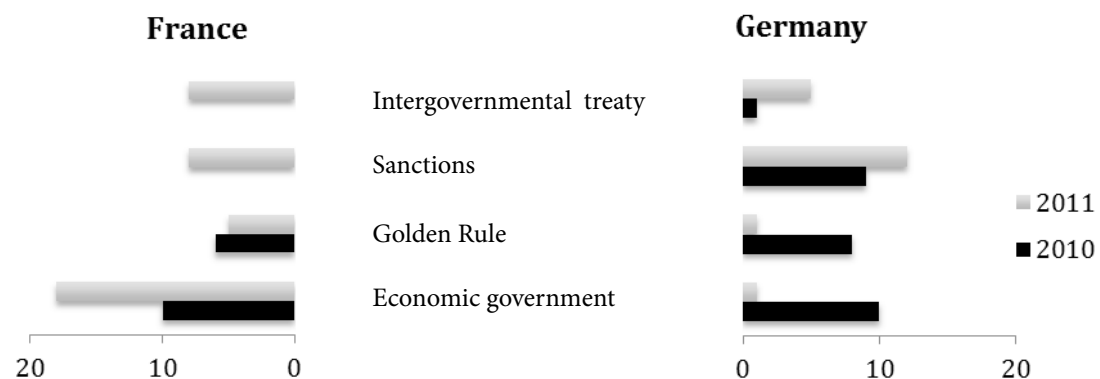 France
Germany
Intergovernmental treaty
Sanctions
Golden Rule
Economic government
2011
2010
20 10 0
0 10 20